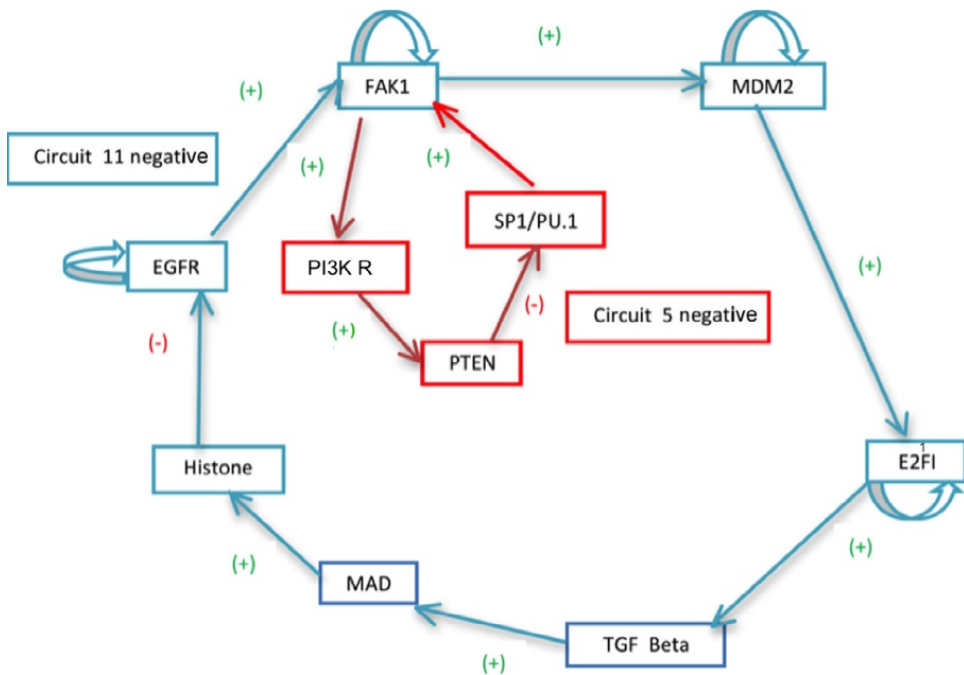 (+)
FAK1
MDM2
(+)
Circuit 11 negative
(+)
(+)
SP1/PU.1
EGFR
PI3K R
(+)
(-)
(+)
(-)
Circuit 5 negative
PTEN
Histone
1
E2FI
(+)
(+)
MAD
TGF Beta
(+)